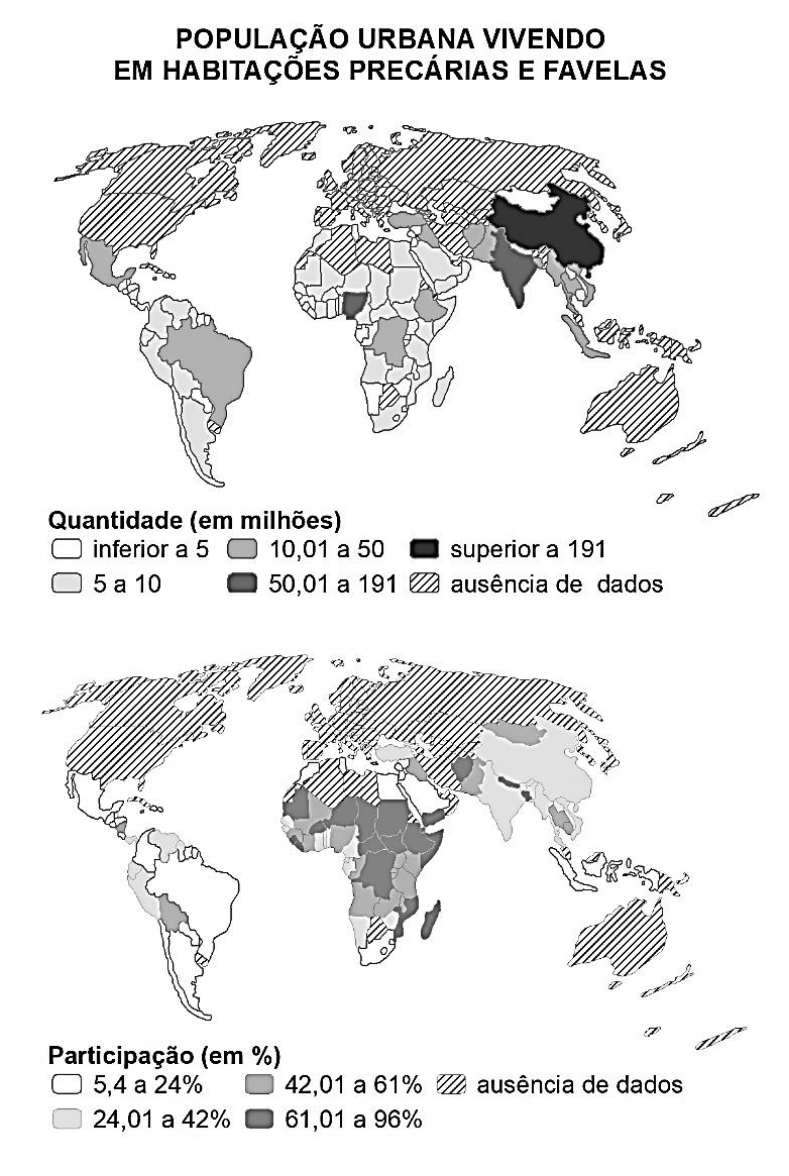 POPULAÇÃO URBANA VIVENDO
EM HABITAÇÕES PRECÁRIAS E FAVELAS
Quantidade (em milhões)
inferior a 5 10,01 a 50 superior a 191
5 a 10 50,01 a 191 ausência de dados
Participação (em %)
5,4 a 24% 42,01 a 61% ausência de dados
24,01 a 42% 61,01 a 96%